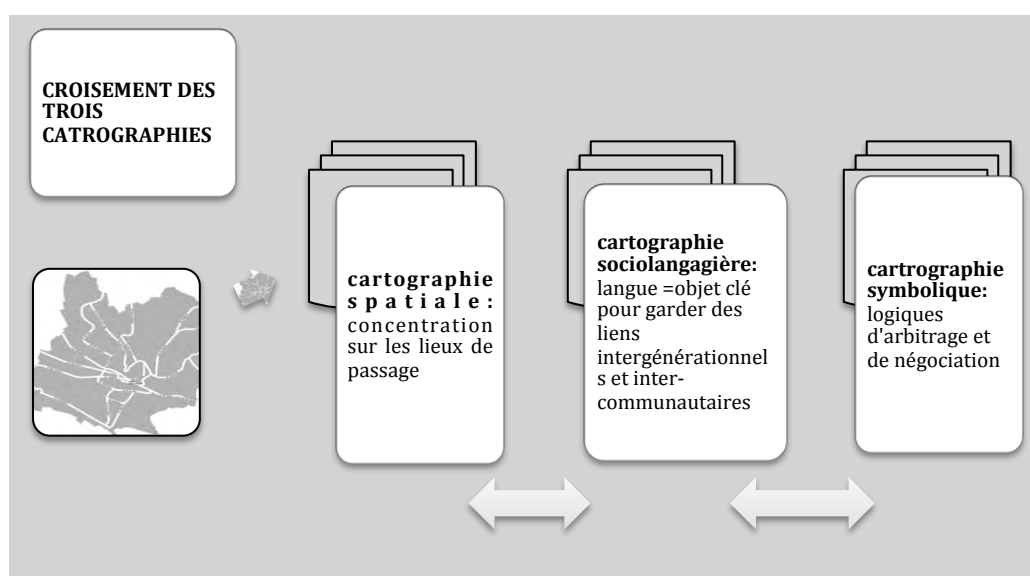 CROISEMENT DES
TROIS
CATROGRAPHIES
cartographie
spatiale:
concentration
sur les lieux de
passage
cartographie
sociolangagière:
langue =objet clé
pour garder des
liens
intergénérationnel
s et inter-
communautaires
cartrographie
symbolique:
logiques
d'arbitrage et
de négociation